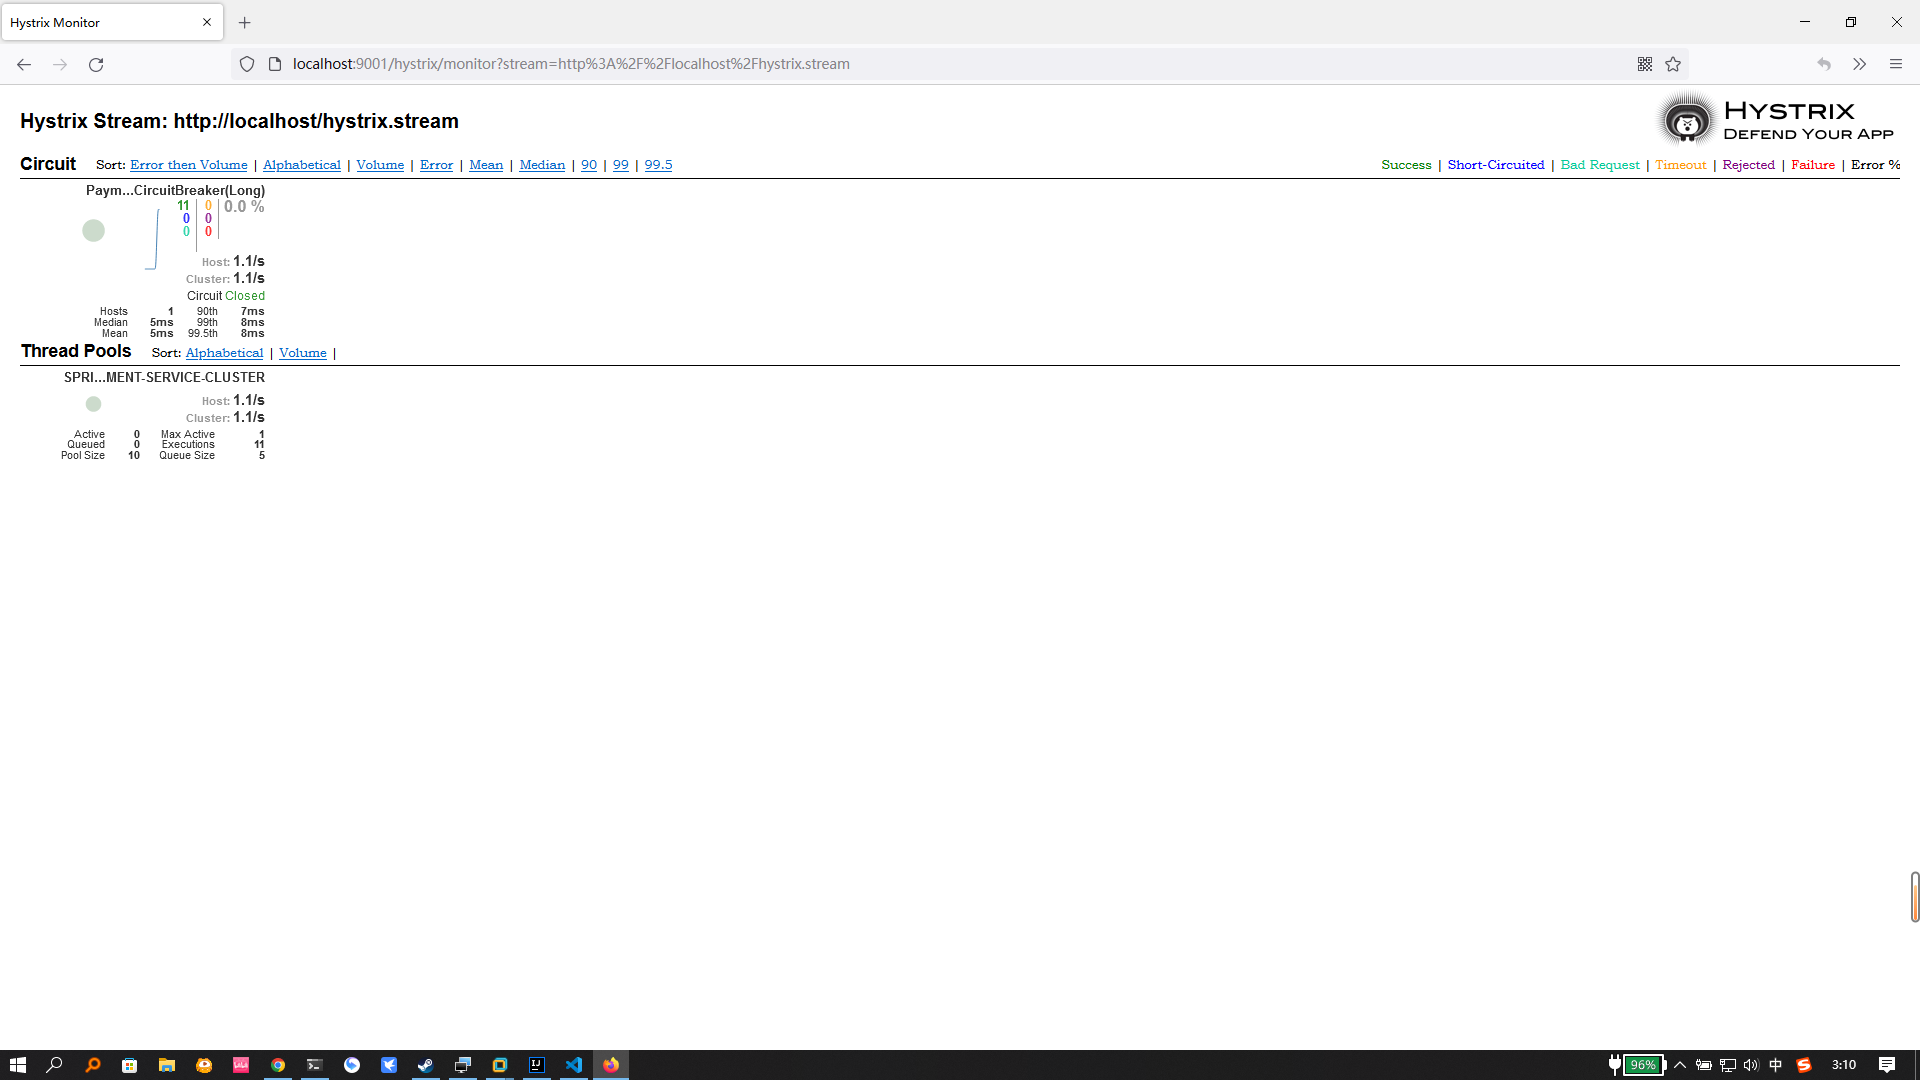 Hystrix Monitor
localhost:9001/hystrix/monitor?stream=http%3A%2F%2Flocalhost%2Fhystrix.stream
Hystrix Stream: http://localhost/hystrix.stream
HYSTRIX
DEFEND YOUR APP
Circuit Sort: Error then Volume | Alphabetical | Volume | Error | Mean | Median | 90 | 99 | 99.5
Success | Short-Circuited | Bad Request | Timeout | Rejected | Failure | Error %
Paym...CircuitBreaker(Long)
11 0 0.0 %
0 0
0 0
Host: 1.1/s
Cluster: 1.1/s
Circuit Closed
Hosts 1 90th 7ms
Median 5ms 99th 8ms
Mean 5ms 99.5th 8ms
Thread Pools Sort: Alphabetical | Volume |
SPRI...MENT-SERVICE-CLUSTER
Host: 1.1/s
Cluster: 1.1/s
Active 0 Max Active 1
Queued 0 Executions 11
Pool Size 10 Queue Size 5
96% 中 3:10